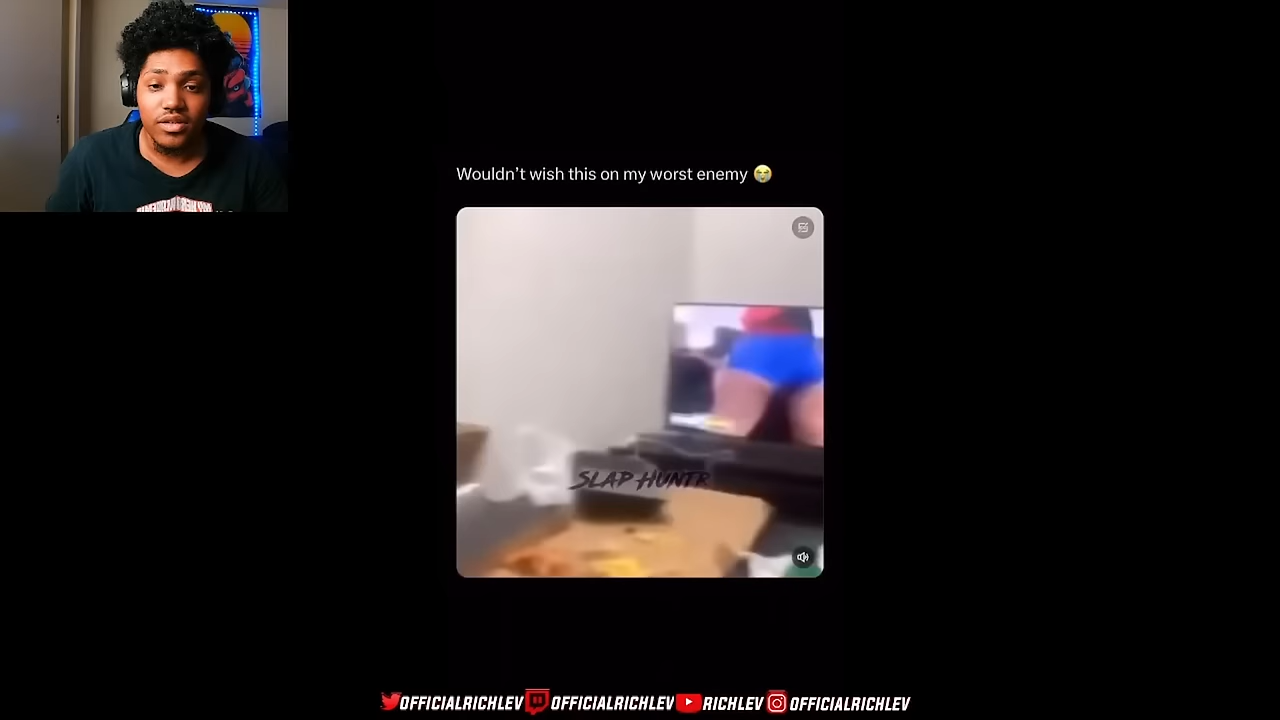 Wouldn't wish this on my worst enemy 😭
SLAP HUNTR
OFFICIALRICHLEV OFFICIALRICHLEV RICHLEV OFFICIALRICHLEV